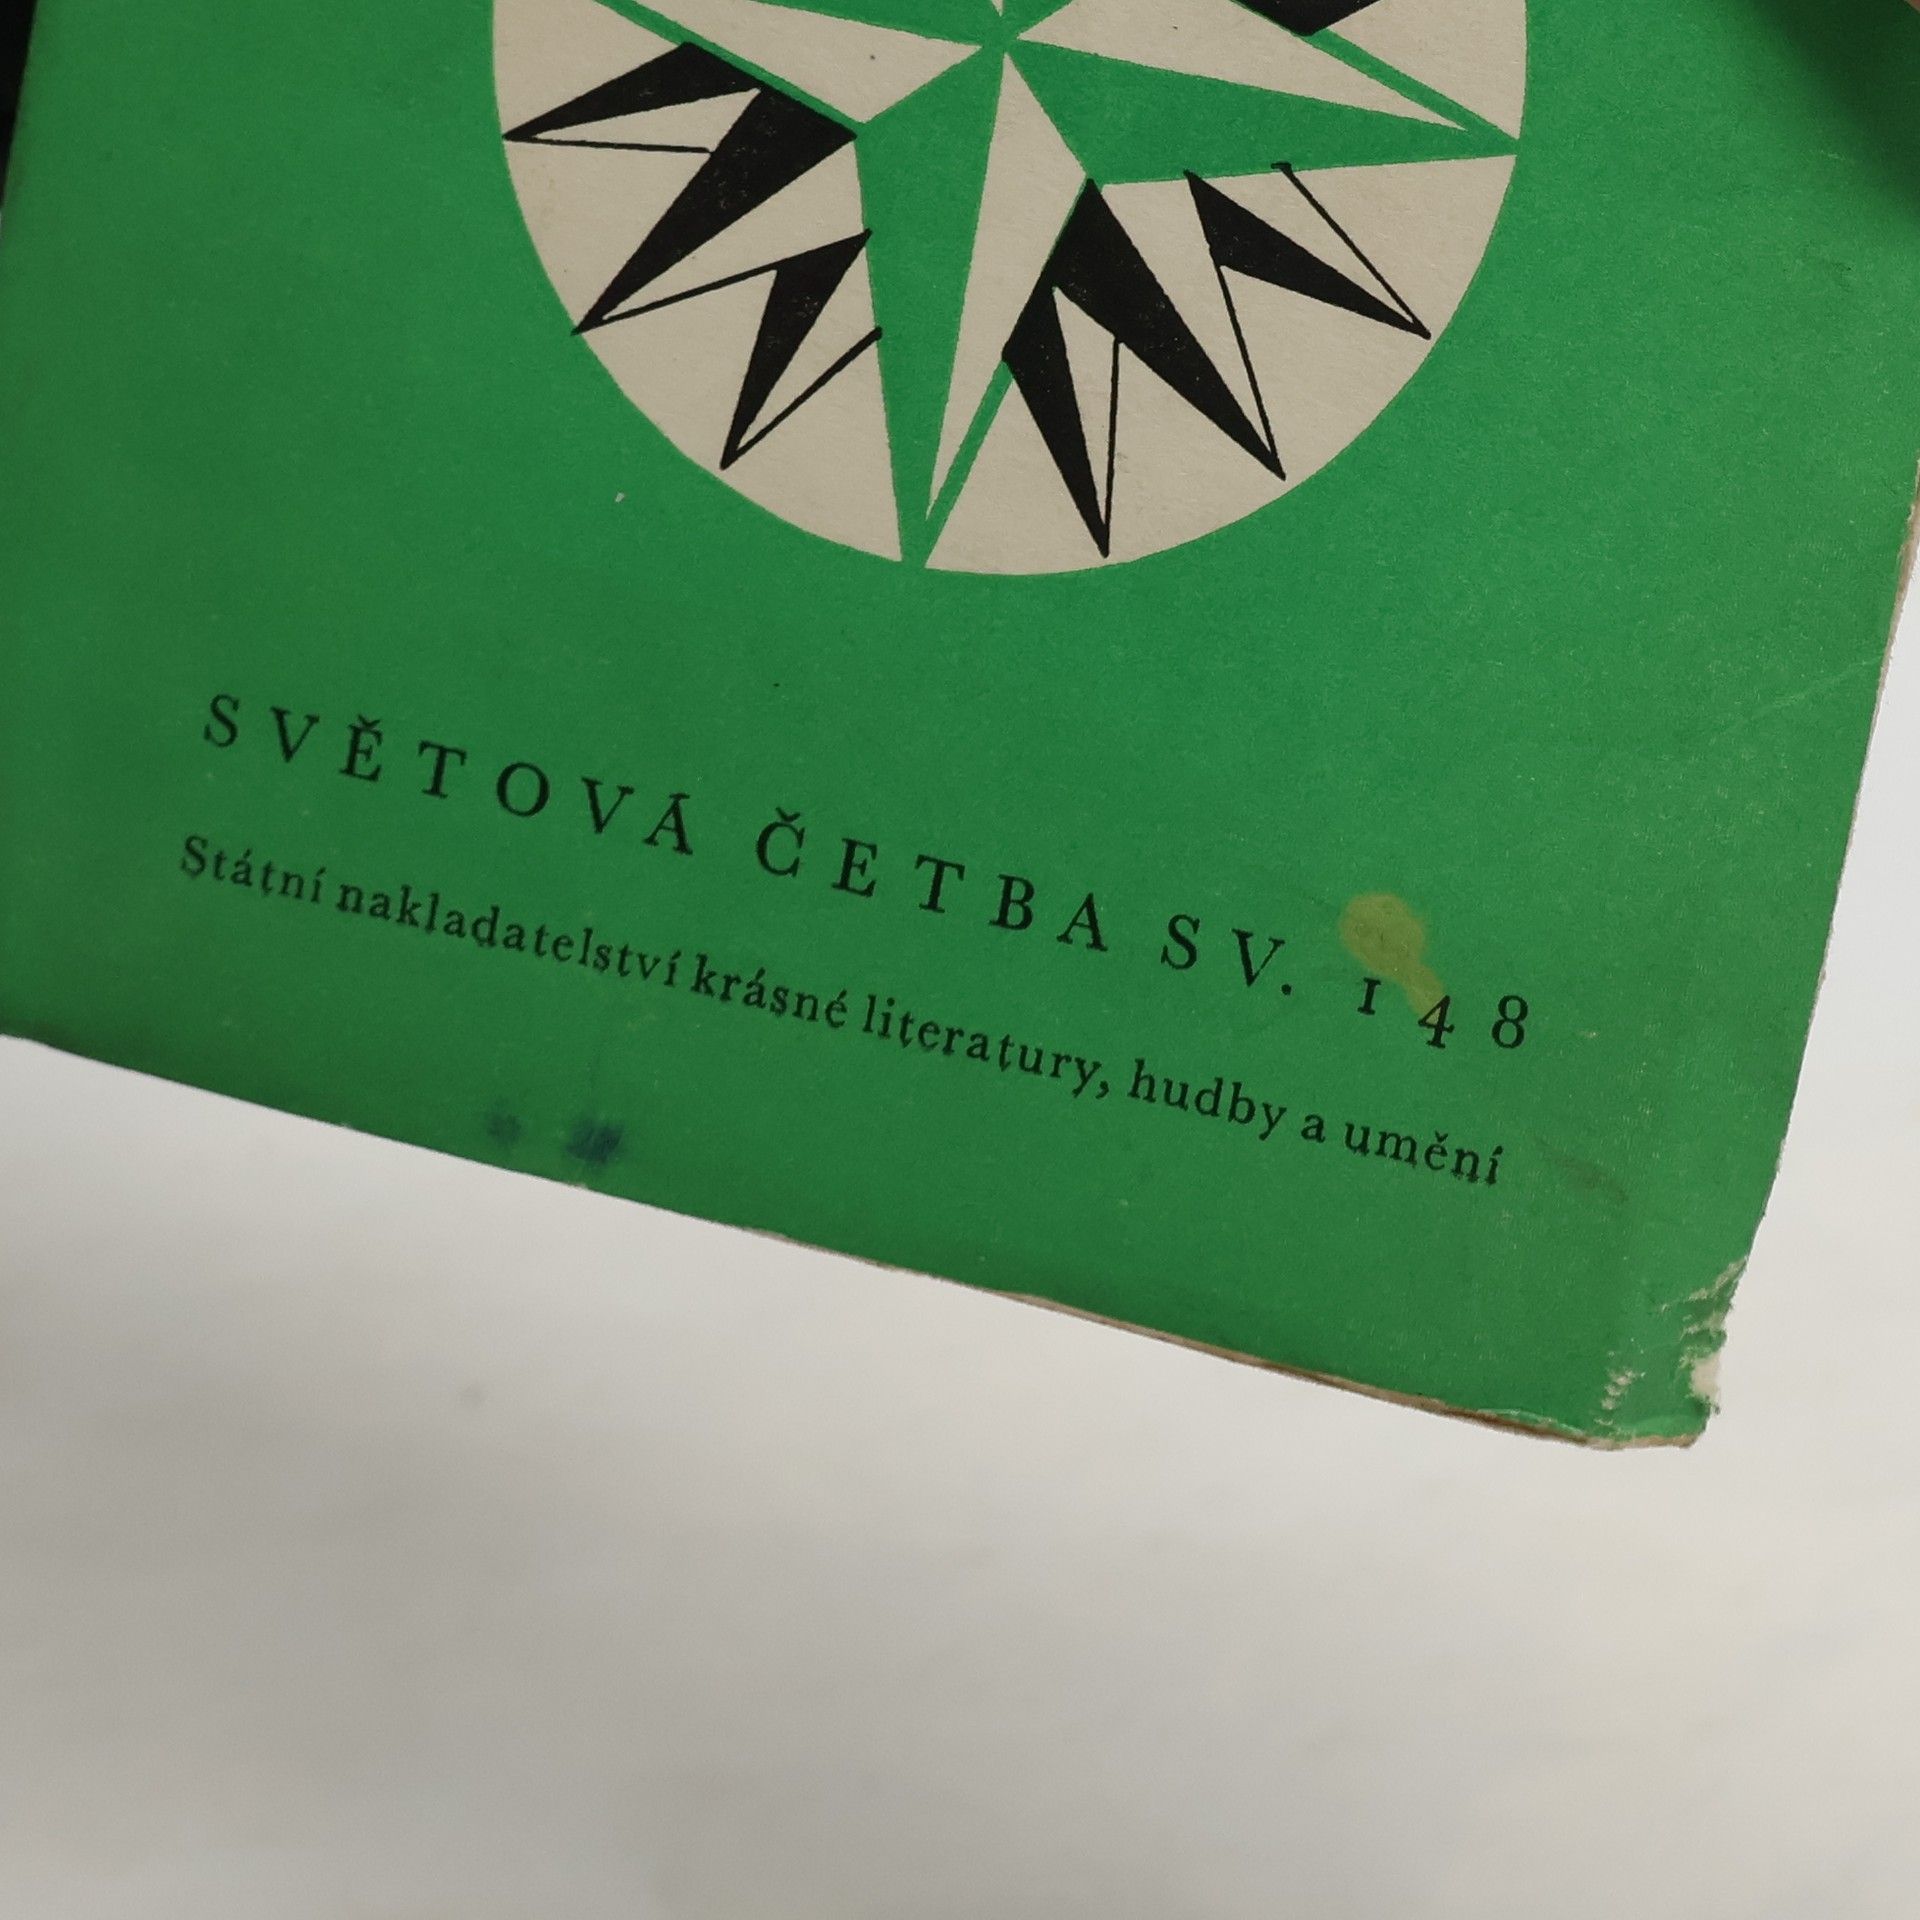 SVĚTOVÁ ČETBA SV. 148
Státní nakladatelství krásné literatury, hudby a umění